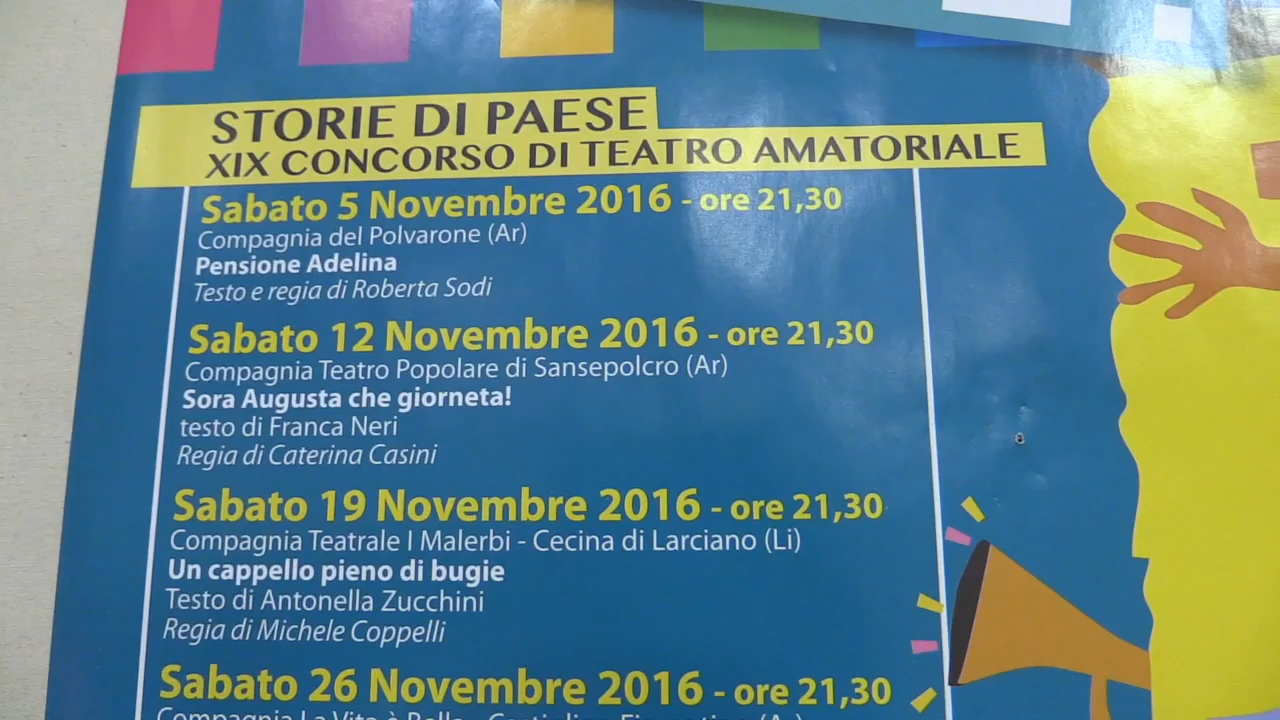 STORIE DI PAESE
XIX CONCORSO DI TEATRO AMATORIALE
Sabato 5 Novembre 2016 - ore 21,30
Compagnia del Polvarone (Ar)
Pensione Adelina
Testo e regia di Roberta Sodi
Sabato 12 Novembre 2016 - ore 21,30
Compagnia Teatro Popolare di Sansepolcro (Ar)
Sora Augusta che giorneta!
testo di Franca Neri
Regia di Caterina Casini
Sabato 19 Novembre 2016 - ore 21,30
Compagnia Teatrale I Malerbi - Cecina di Larciano (Li)
Un cappello pieno di bugie
Testo di Antonella Zucchini
Regia di Michele Coppelli
Sabato 26 Novembre 2016 - ore 21,30
Compagnia La Vita è Bella